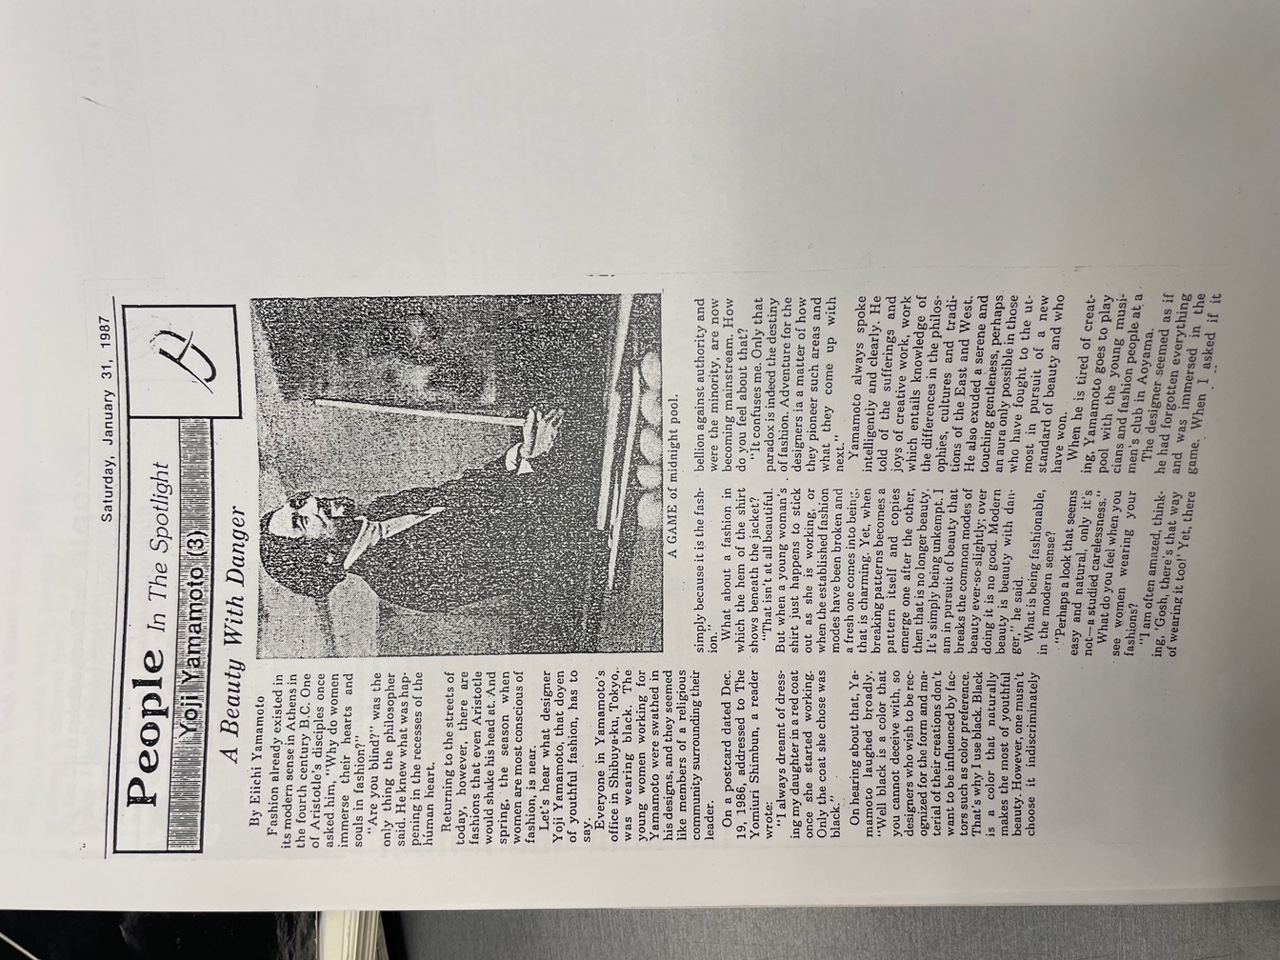 Saturday, January 31, 1987
People In The Spotlight
Yoji Yamamoto (3)
A Beauty With Danger
By Eiichi Yamamoto
Fashion already existed in
its modern sense in Athens in
the fourth century B.C. One
of Aristotle's disciples once
asked him, "Why do women
immerse their hearts and
souls in fashion?"
"Are you blind?" was the
only thing the philosopher
said. He knew what was hap-
pening in the recesses of the
human heart.
Returning to the streets of
today, however, there are
fashions that even Aristotle
would shake his head at. And
spring, the season when
women are most conscious of
fashion, is near.
Let's hear what designer
Yoji Yamamoto, that doyen
of youthful fashion, has to
say.
Everyone in Yamamoto's
office in Shibuya-ku, Tokyo,
was wearing black. The
young women working for
Yamamoto were swathed in
his designs, and they seemed
like members of a religious
community surrounding their
leader.
On a postcard dated Dec.
19, 1986, addressed to The
Yomiuri Shimbun, a reader
wrote:
"I always dreamt of dress-
ing my daughter in a red coat
once she started working.
Only the coat she chose was
black."
On hearing about that, Ya-
mamoto laughed broadly.
"Well black is a color that
you cannot deceive with, so
designers who wish to be rec-
ognized for the form and ma-
terial of their creations don't
want to be influenced by fac-
tors such as color preference.
That's why I use black. Black
is a color that naturally
makes the most of youthful
beauty. However, one musn't
choose it indiscriminately
A GAME of midnight pool.
simply because it is the fash-
ion."
What about a fashion in
which the hem of the shirt
shows beneath the jacket?
"That isn't at all beautiful.
But when a young woman's
shirt just happens to stick
out as she is working, or
when the established fashion
modes have been broken and
a fresh one comes into being,
that is charming. Yet, when
breaking patterns becomes a
pattern itself and copies
emerge one after the other,
then that is no longer beauty.
It's simply being unkempt. I
am in pursuit of beauty that
breaks the common modes of
beauty ever-so-slightly; over
doing it is no good. Modern
beauty is beauty with dan-
ger," he said.
What is being fashionable,
in the modern sense?
"Perhaps a look that seems
easy and natural, only it's
not—a studied carelessness."
What do you feel when you
see women wearing your
fashions?
"I am often amazed, think-
ing, 'Gosh, there's that way
of wearing it too!' Yet, there
bellion against authority and
were the minority, are now
becoming mainstream. How
do you feel about that?
"It confuses me. Only that
paradox is indeed the destiny
of fashion. Adventure for the
designers ia a matter of how
they pioneer such areas and
what they come up with
next."
Yamamoto always spoke
intelligently and clearly. He
told of the sufferings and
joys of creative work, work
which entails knowledge of
the differences in the philos-
ophies, cultures and tradi-
tions of the East and West.
He also exuded a serene and
touching gentleness, perhaps
an aura only possible in those
who have fought to the ut-
most in pursuit of a new
standard of beauty and who
have won.
When he is tired of creat-
ing, Yamamoto goes to play
pool with the young musi-
cians and fashion people at a
men's club in Aoyama.
The designer seemed as if
he had forgotten everything
and was immersed in the
game. When I asked if it